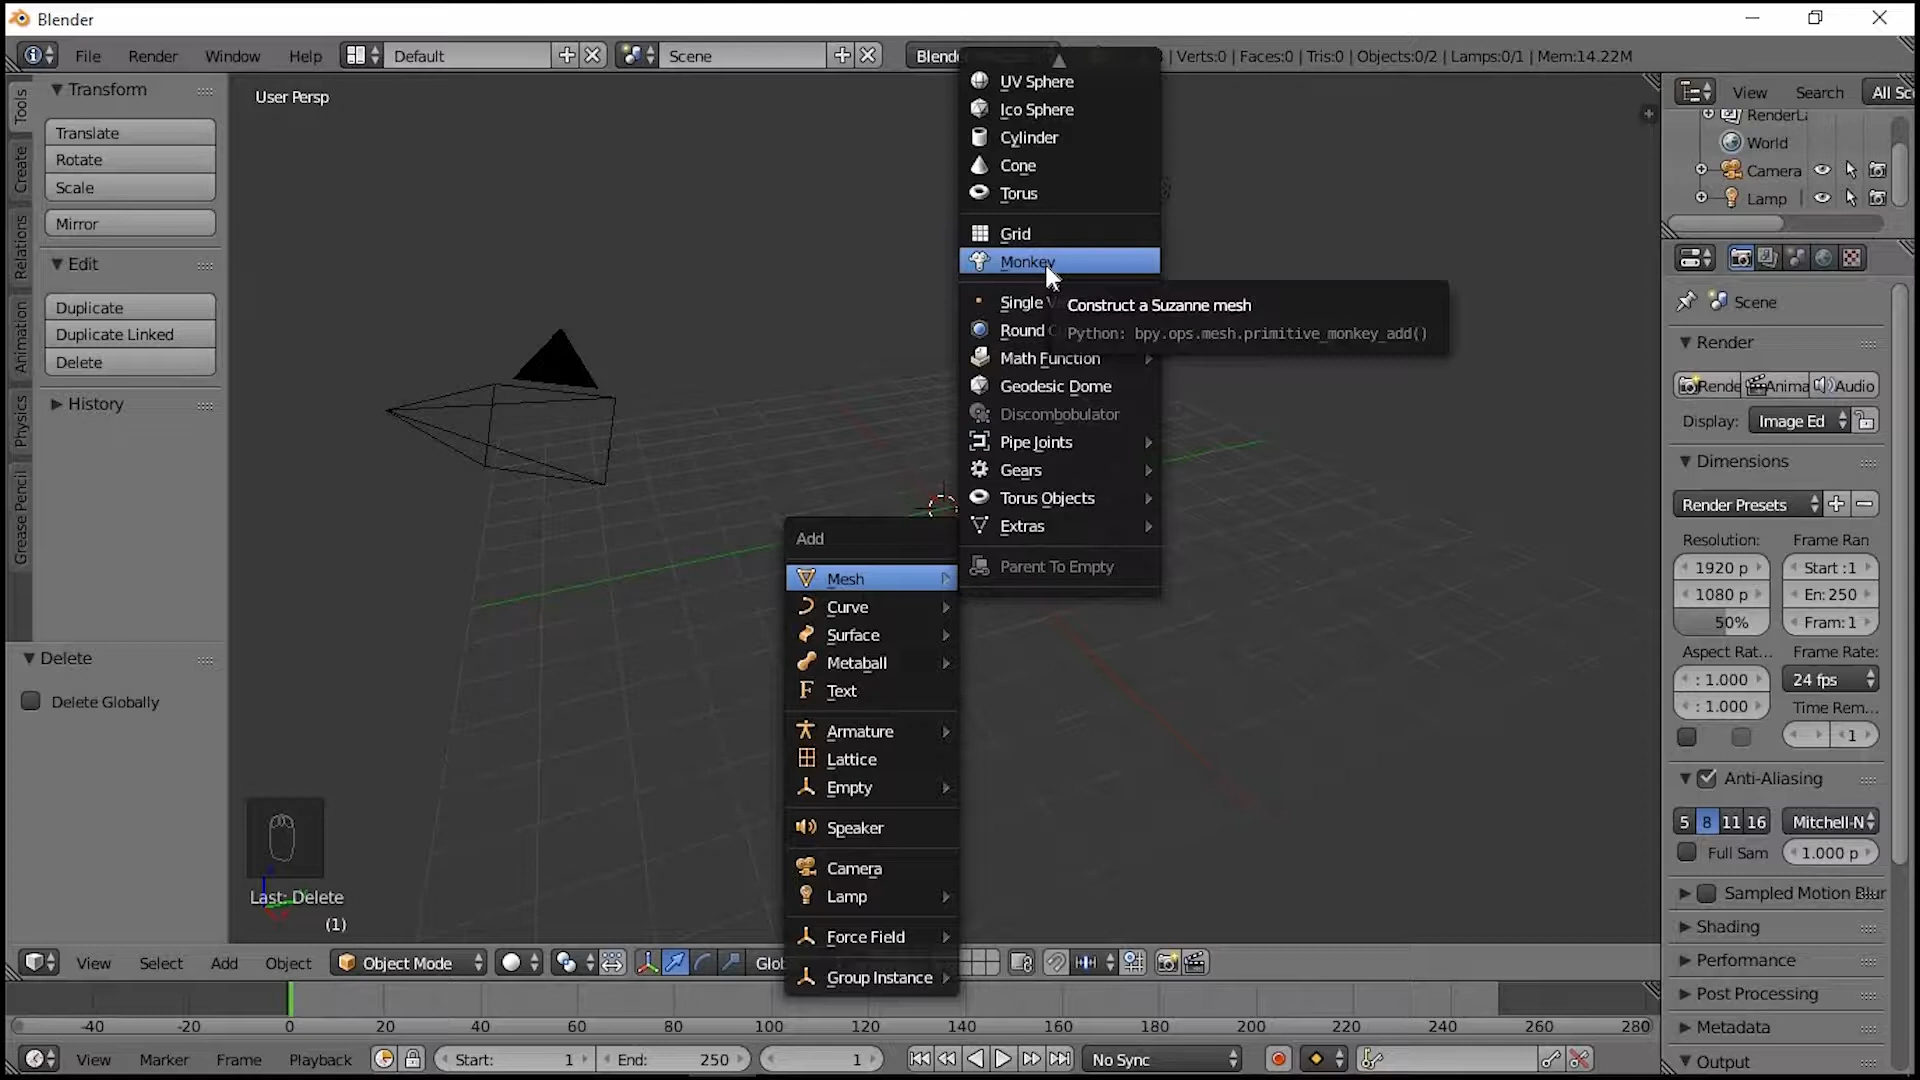 Blender
File Render Window Help Default Scene Blend Verts:0 | Faces:0 | Tris:0 | Objects:0/2 | Lamps:0/1 | Mem:14.22M
Tools
Create
Relations
Animation
Physics
Grease Pencil
Transform
Translate
Rotate
Scale
Mirror
Edit
Duplicate
Duplicate Linked
Delete
History
Delete
Delete Globally
User Persp
Last: Delete
(1)
UV Sphere
Ico Sphere
Cylinder
Cone
Torus
Grid
Monkey
Single
Round
Math Function
Geodesic Dome
Discombobulator
Pipe Joints
Gears
Torus Objects
Extras
Parent To Empty
Construct a Suzanne mesh
Python: bpy.ops.mesh.primitive_monkey_add()
Add
Mesh
Curve
Surface
Metaball
Text
Armature
Lattice
Empty
Speaker
Camera
Lamp
Force Field
Group Instance
View Search All Sc
RenderLa
World
Camera
Lamp
Scene
Render
Rende Anima Audio
Display: Image Ed
Dimensions
Render Presets
Resolution: Frame Ran
1920 p Start :1
1080 p En: 250
50% Fram: 1
Aspect Rat... Frame Rate:
: 1.000 24 fps
: 1.000 Time Rem...
1
Anti-Aliasing
5 8 11 16 Mitchell-N
Full Sam 1.000 p
Sampled Motion Blur
Shading
Performance
Post Processing
Metadata
Output
View Select Add Object Object Mode Glob
-40 -20 0 20 40 60 80 100 120 140 160 180 200 220 240 260 280
View Marker Frame Playback Start: 1 End: 250 1 No Sync